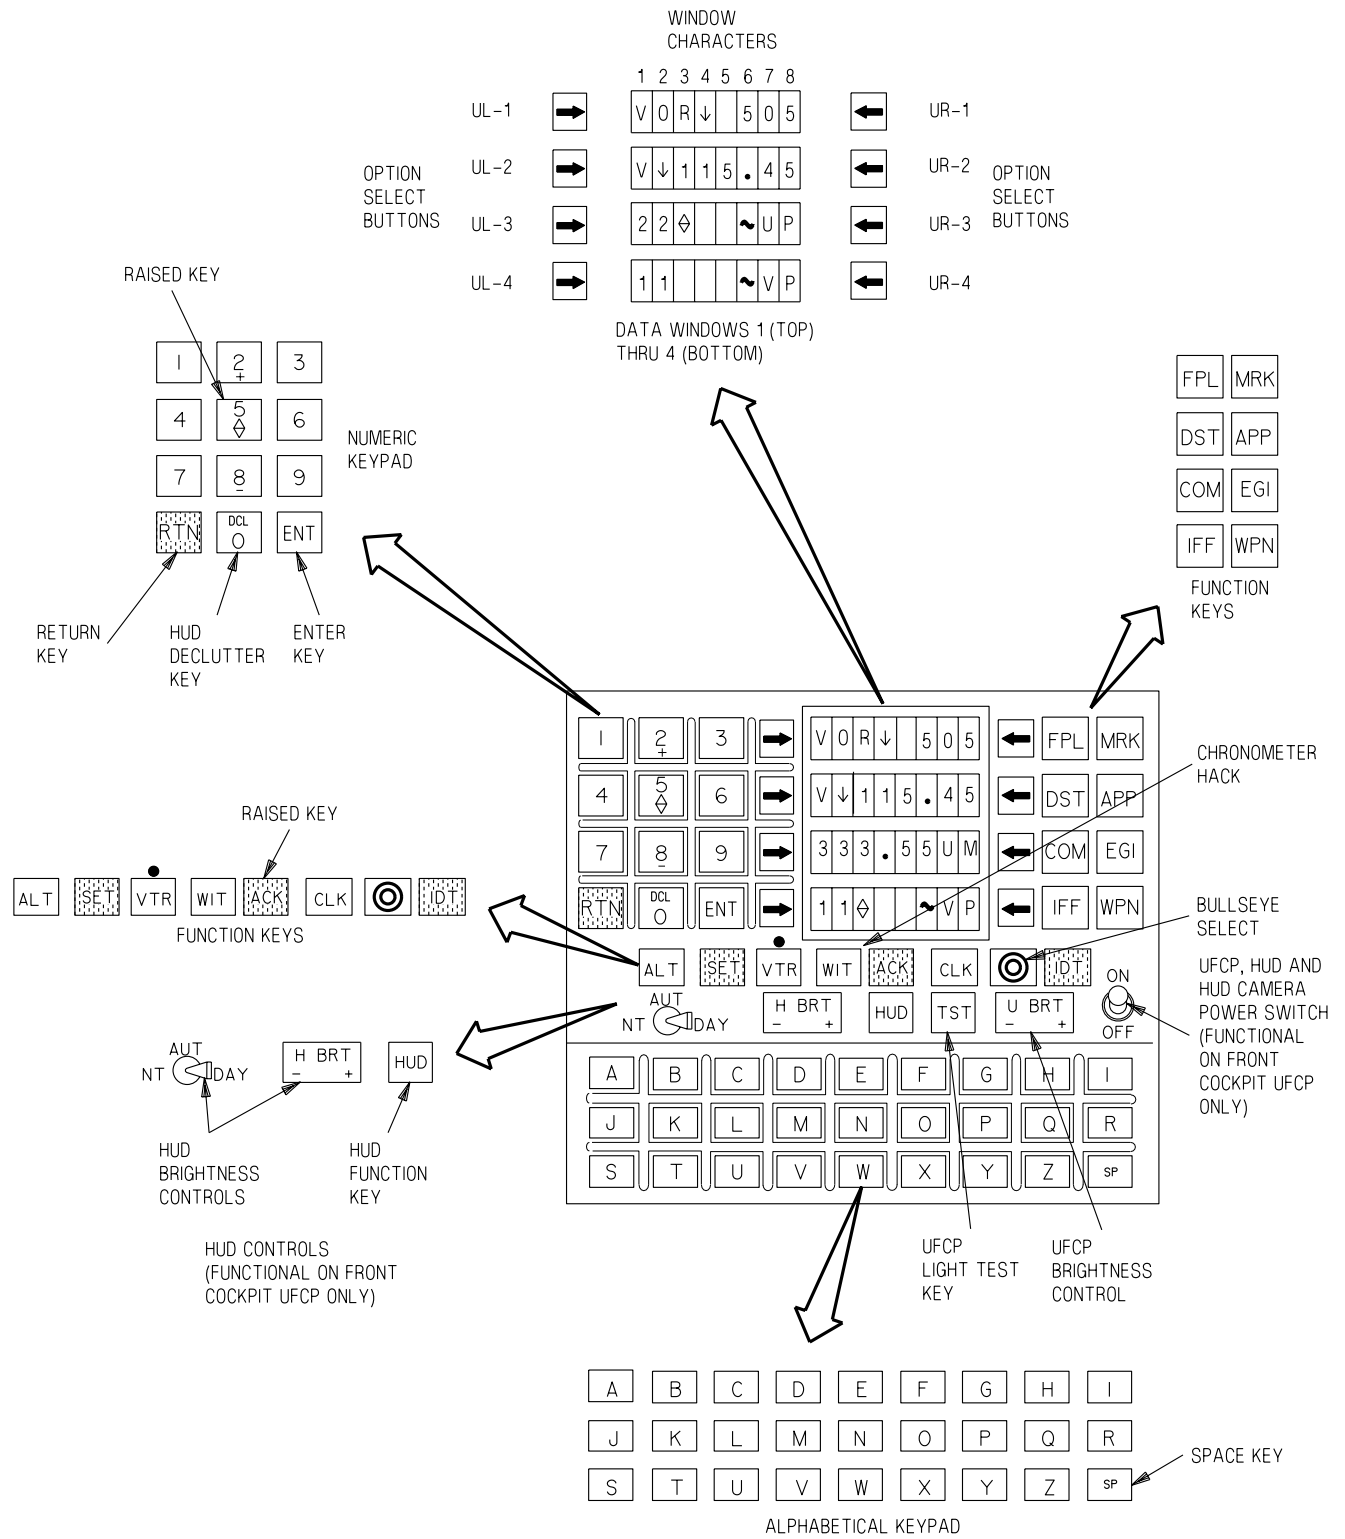 WINDOW
CHARACTERS
1 2 3 4 5 6 7 8
UL-1 V O R ↓ 5 0 5 UR-1
UL-2 V ↓ 1 1 5 . 4 5 UR-2
OPTION
SELECT
BUTTONS
OPTION
SELECT
BUTTONS
UL-3 2 2 ◊ ~ U P UR-3
UL-4 1 1 ~ V P UR-4
DATA WINDOWS 1 (TOP)
THRU 4 (BOTTOM)
RAISED KEY
1 2 + 3
4 5 6
7 8 - 9
RTN DCL 0 ENT
NUMERIC
KEYPAD
RETURN
KEY
HUD
DECLUTTER
KEY
ENTER
KEY
FPL MRK
DST APP
COM EGI
IFF WPN
FUNCTION
KEYS
1 2 + 3 V O R ↓ 5 0 5 FPL MRK
4 5 6 V ↓ 1 1 5 . 4 5 DST APP
7 8 - 9 3 3 3 . 5 5 U M COM EGI
RTN DCL 0 ENT 1 1 ◊ ~ V P IFF WPN
ALT SET VTR WIT ACK CLK IDT
NT AUT DAY H BRT - + HUD TST U BRT - + ON OFF
A B C D E F G H I
J K L M N O P Q R
S T U V W X Y Z SP
CHRONOMETER
HACK
BULLSEYE
SELECT
UFCP, HUD AND
HUD CAMERA
POWER SWITCH
(FUNCTIONAL
ON FRONT
COCKPIT UFCP
ONLY)
RAISED KEY
ALT SET VTR WIT ACK CLK IDT
FUNCTION KEYS
NT AUT DAY H BRT - + HUD
HUD
BRIGHTNESS
CONTROLS
HUD
FUNCTION
KEY
HUD CONTROLS
(FUNCTIONAL ON FRONT
COCKPIT UFCP ONLY)
UFCP
LIGHT TEST
KEY
UFCP
BRIGHTNESS
CONTROL
A B C D E F G H I
J K L M N O P Q R
S T U V W X Y Z SP
SPACE KEY
ALPHABETICAL KEYPAD